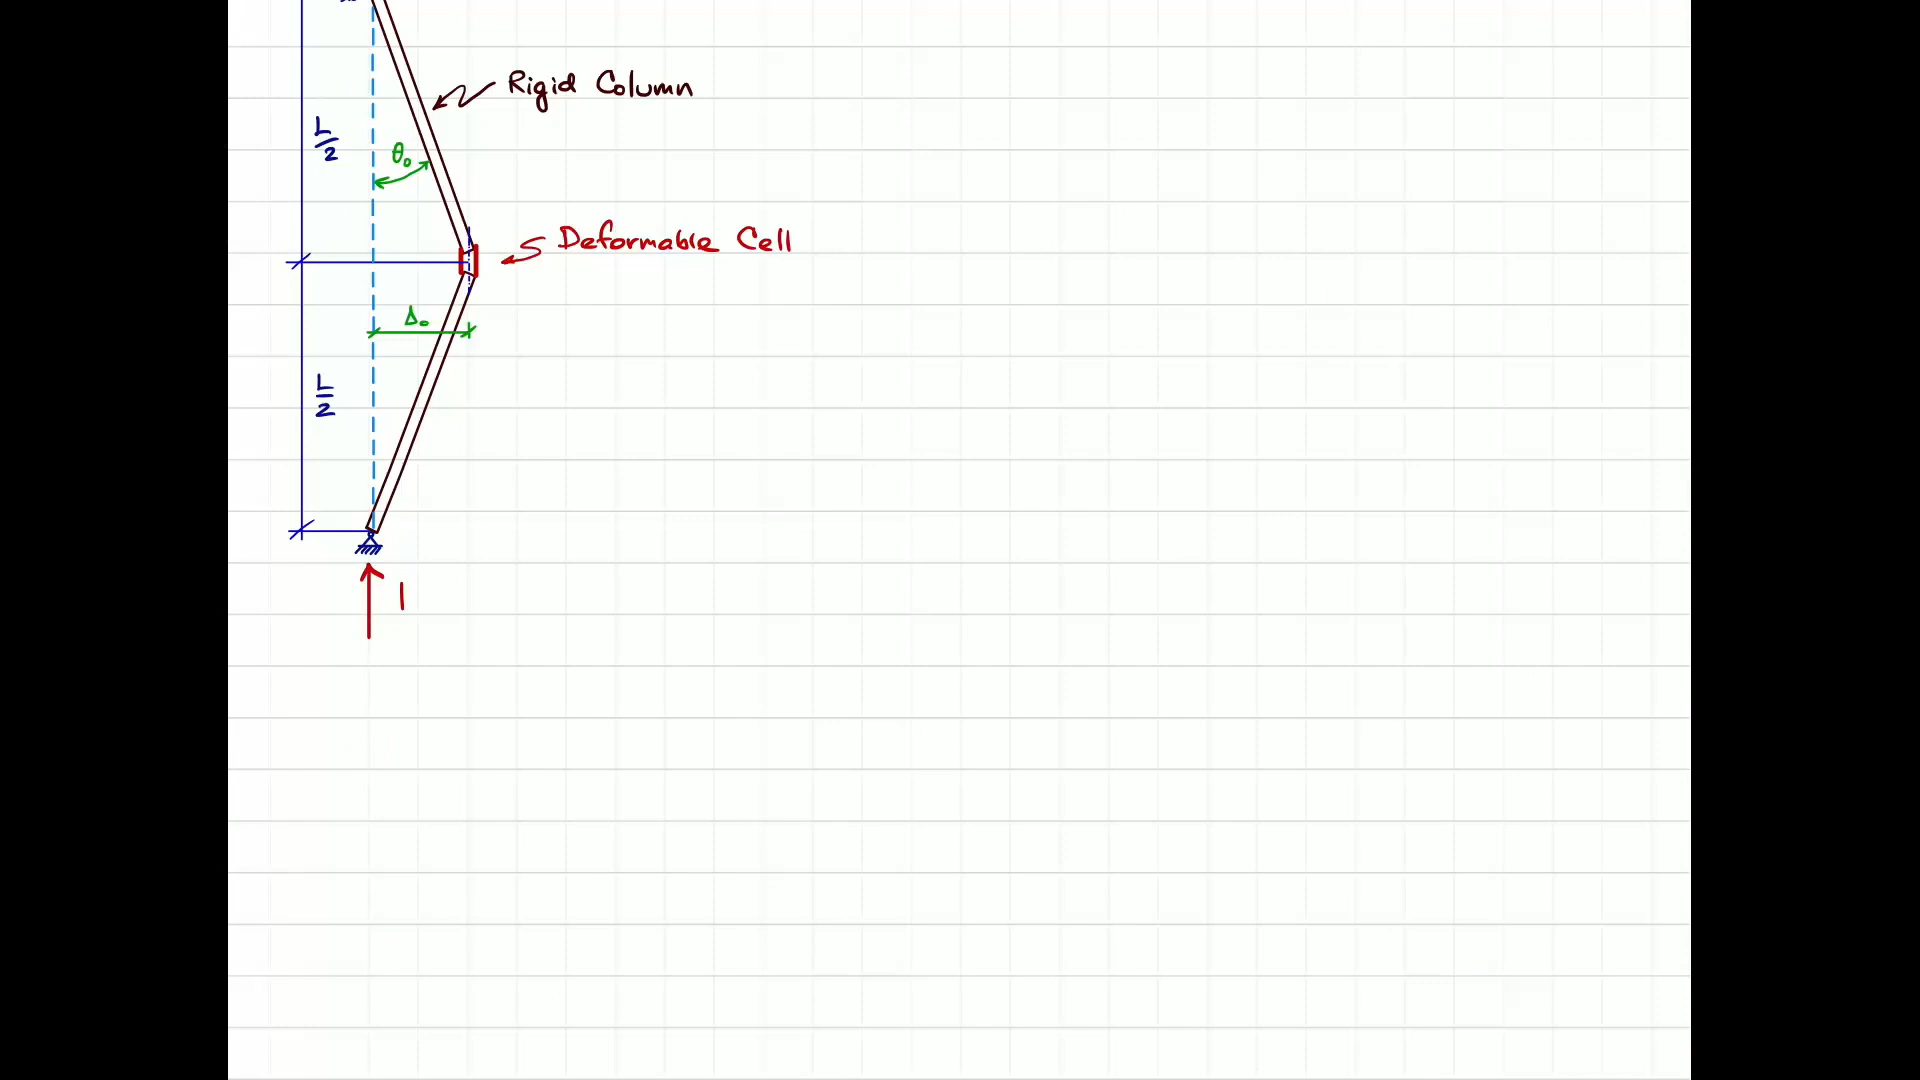 Rigid Column
L/2
θ₀
Deformable Cell
Δ₀
L/2
1